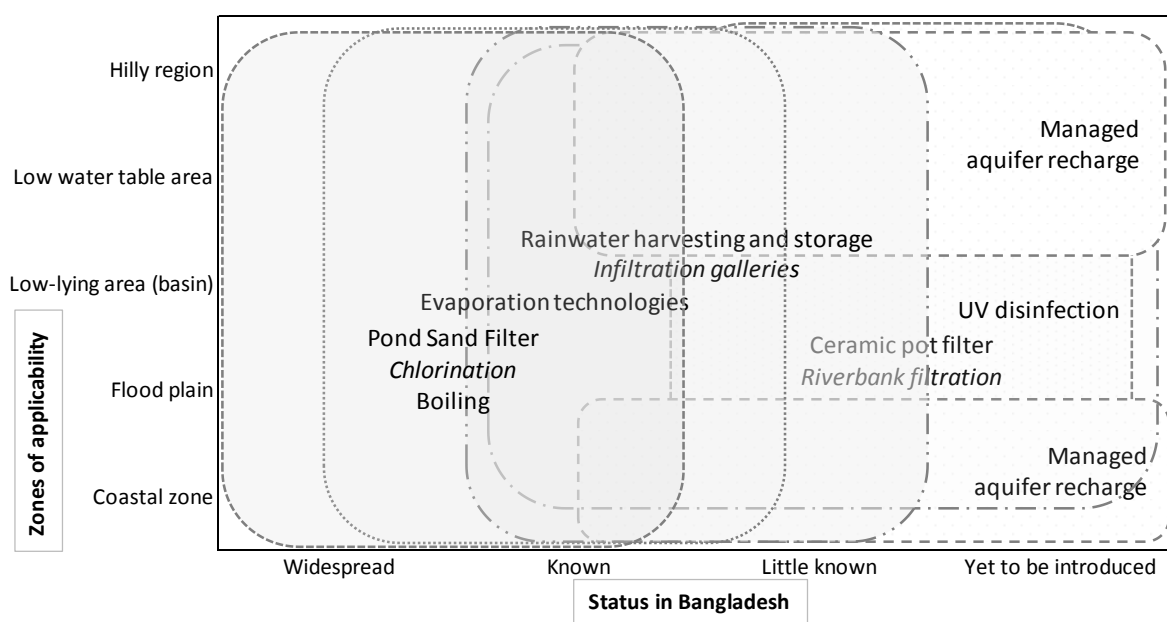 Hilly region
Low water table area
Low-lying area (basin)
Flood plain
Coastal zone
Zones of applicability
Managed
aquifer recharge
Rainwater harvesting and storage
Infiltration galleries
Evaporation technologies
UV disinfection
Pond Sand Filter
Chlorination
Boiling
Ceramic pot filter
Riverbank filtration
Managed
aquifer recharge
Widespread
Known
Little known
Yet to be introduced
Status in Bangladesh